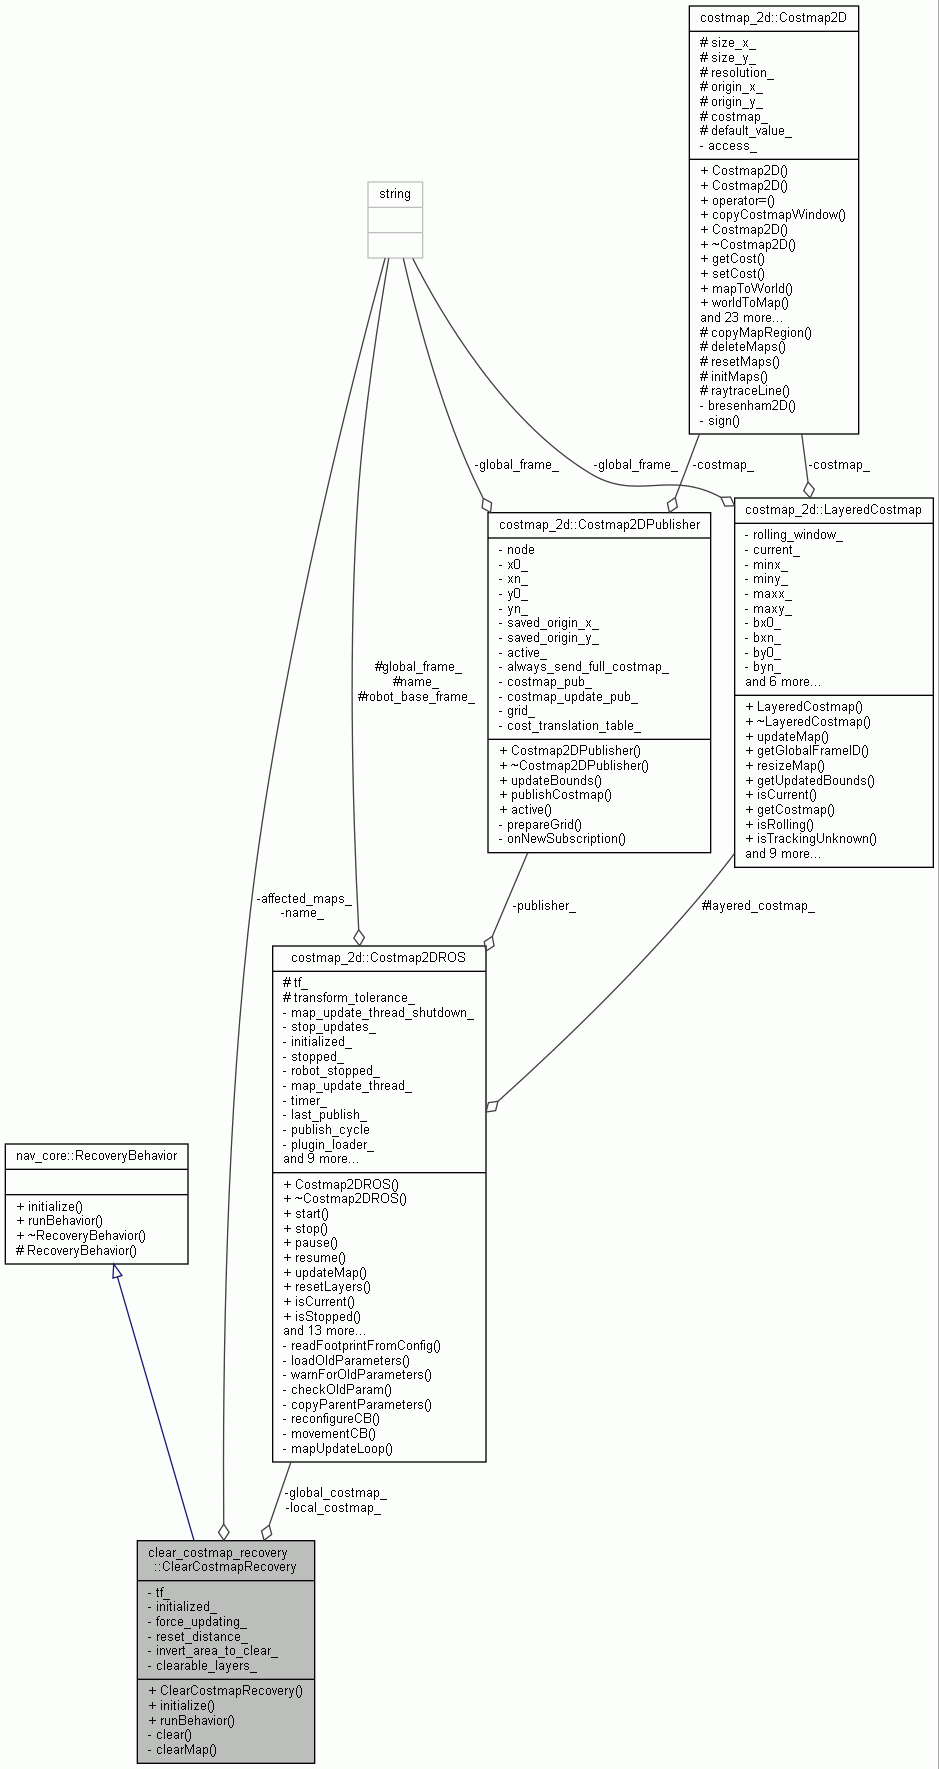 costmap_2d::Costmap2D
# size_x_
# size_y_
# resolution_
# origin_x_
# origin_y_
# costmap_
# default_value_
- access_
+ Costmap2D()
+ Costmap2D()
+ operator=()
+ copyCostmapWindow()
+ Costmap2D()
+ ~Costmap2D()
+ getCost()
+ setCost()
+ mapToWorld()
+ worldToMap()
and 23 more...
# copyMapRegion()
# deleteMaps()
# resetMaps()
# initMaps()
# raytraceLine()
- bresenham2D()
- sign()
string
-global_frame_
-global_frame_
-costmap_
-costmap_
costmap_2d::Costmap2DPublisher
- node
- x0_
- xn_
- y0_
- yn_
- saved_origin_x_
- saved_origin_y_
- active_
- always_send_full_costmap_
- costmap_pub_
- costmap_update_pub_
- grid_
- cost_translation_table_
+ Costmap2DPublisher()
+ ~Costmap2DPublisher()
+ updateBounds()
+ publishCostmap()
+ active()
- prepareGrid()
- onNewSubscription()
costmap_2d::LayeredCostmap
- rolling_window_
- current_
- minx_
- miny_
- maxx_
- maxy_
- bx0_
- bxn_
- by0_
- byn_
and 6 more...
+ LayeredCostmap()
+ ~LayeredCostmap()
+ updateMap()
+ getGlobalFrameID()
+ resizeMap()
+ getUpdatedBounds()
+ isCurrent()
+ getCostmap()
+ isRolling()
+ isTrackingUnknown()
and 9 more...
#global_frame_
#name_
#robot_base_frame_
-affected_maps_
-name_
-publisher_
#layered_costmap_
costmap_2d::Costmap2DROS
# tf_
# transform_tolerance_
- map_update_thread_shutdown_
- stop_updates_
- initialized_
- stopped_
- robot_stopped_
- map_update_thread_
- timer_
- last_publish_
- publish_cycle
- plugin_loader_
and 9 more...
+ Costmap2DROS()
+ ~Costmap2DROS()
+ start()
+ stop()
+ pause()
+ resume()
+ updateMap()
+ resetLayers()
+ isCurrent()
+ isStopped()
and 13 more...
- readFootprintFromConfig()
- loadOldParameters()
- warnForOldParameters()
- checkOldParam()
- copyParentParameters()
- reconfigureCB()
- movementCB()
- mapUpdateLoop()
nav_core::RecoveryBehavior
+ initialize()
+ runBehavior()
+ ~RecoveryBehavior()
# RecoveryBehavior()
-global_costmap_
-local_costmap_
clear_costmap_recovery
::ClearCostmapRecovery
- tf_
- initialized_
- force_updating_
- reset_distance_
- invert_area_to_clear_
- clearable_layers_
+ ClearCostmapRecovery()
+ initialize()
+ runBehavior()
- clear()
- clearMap()